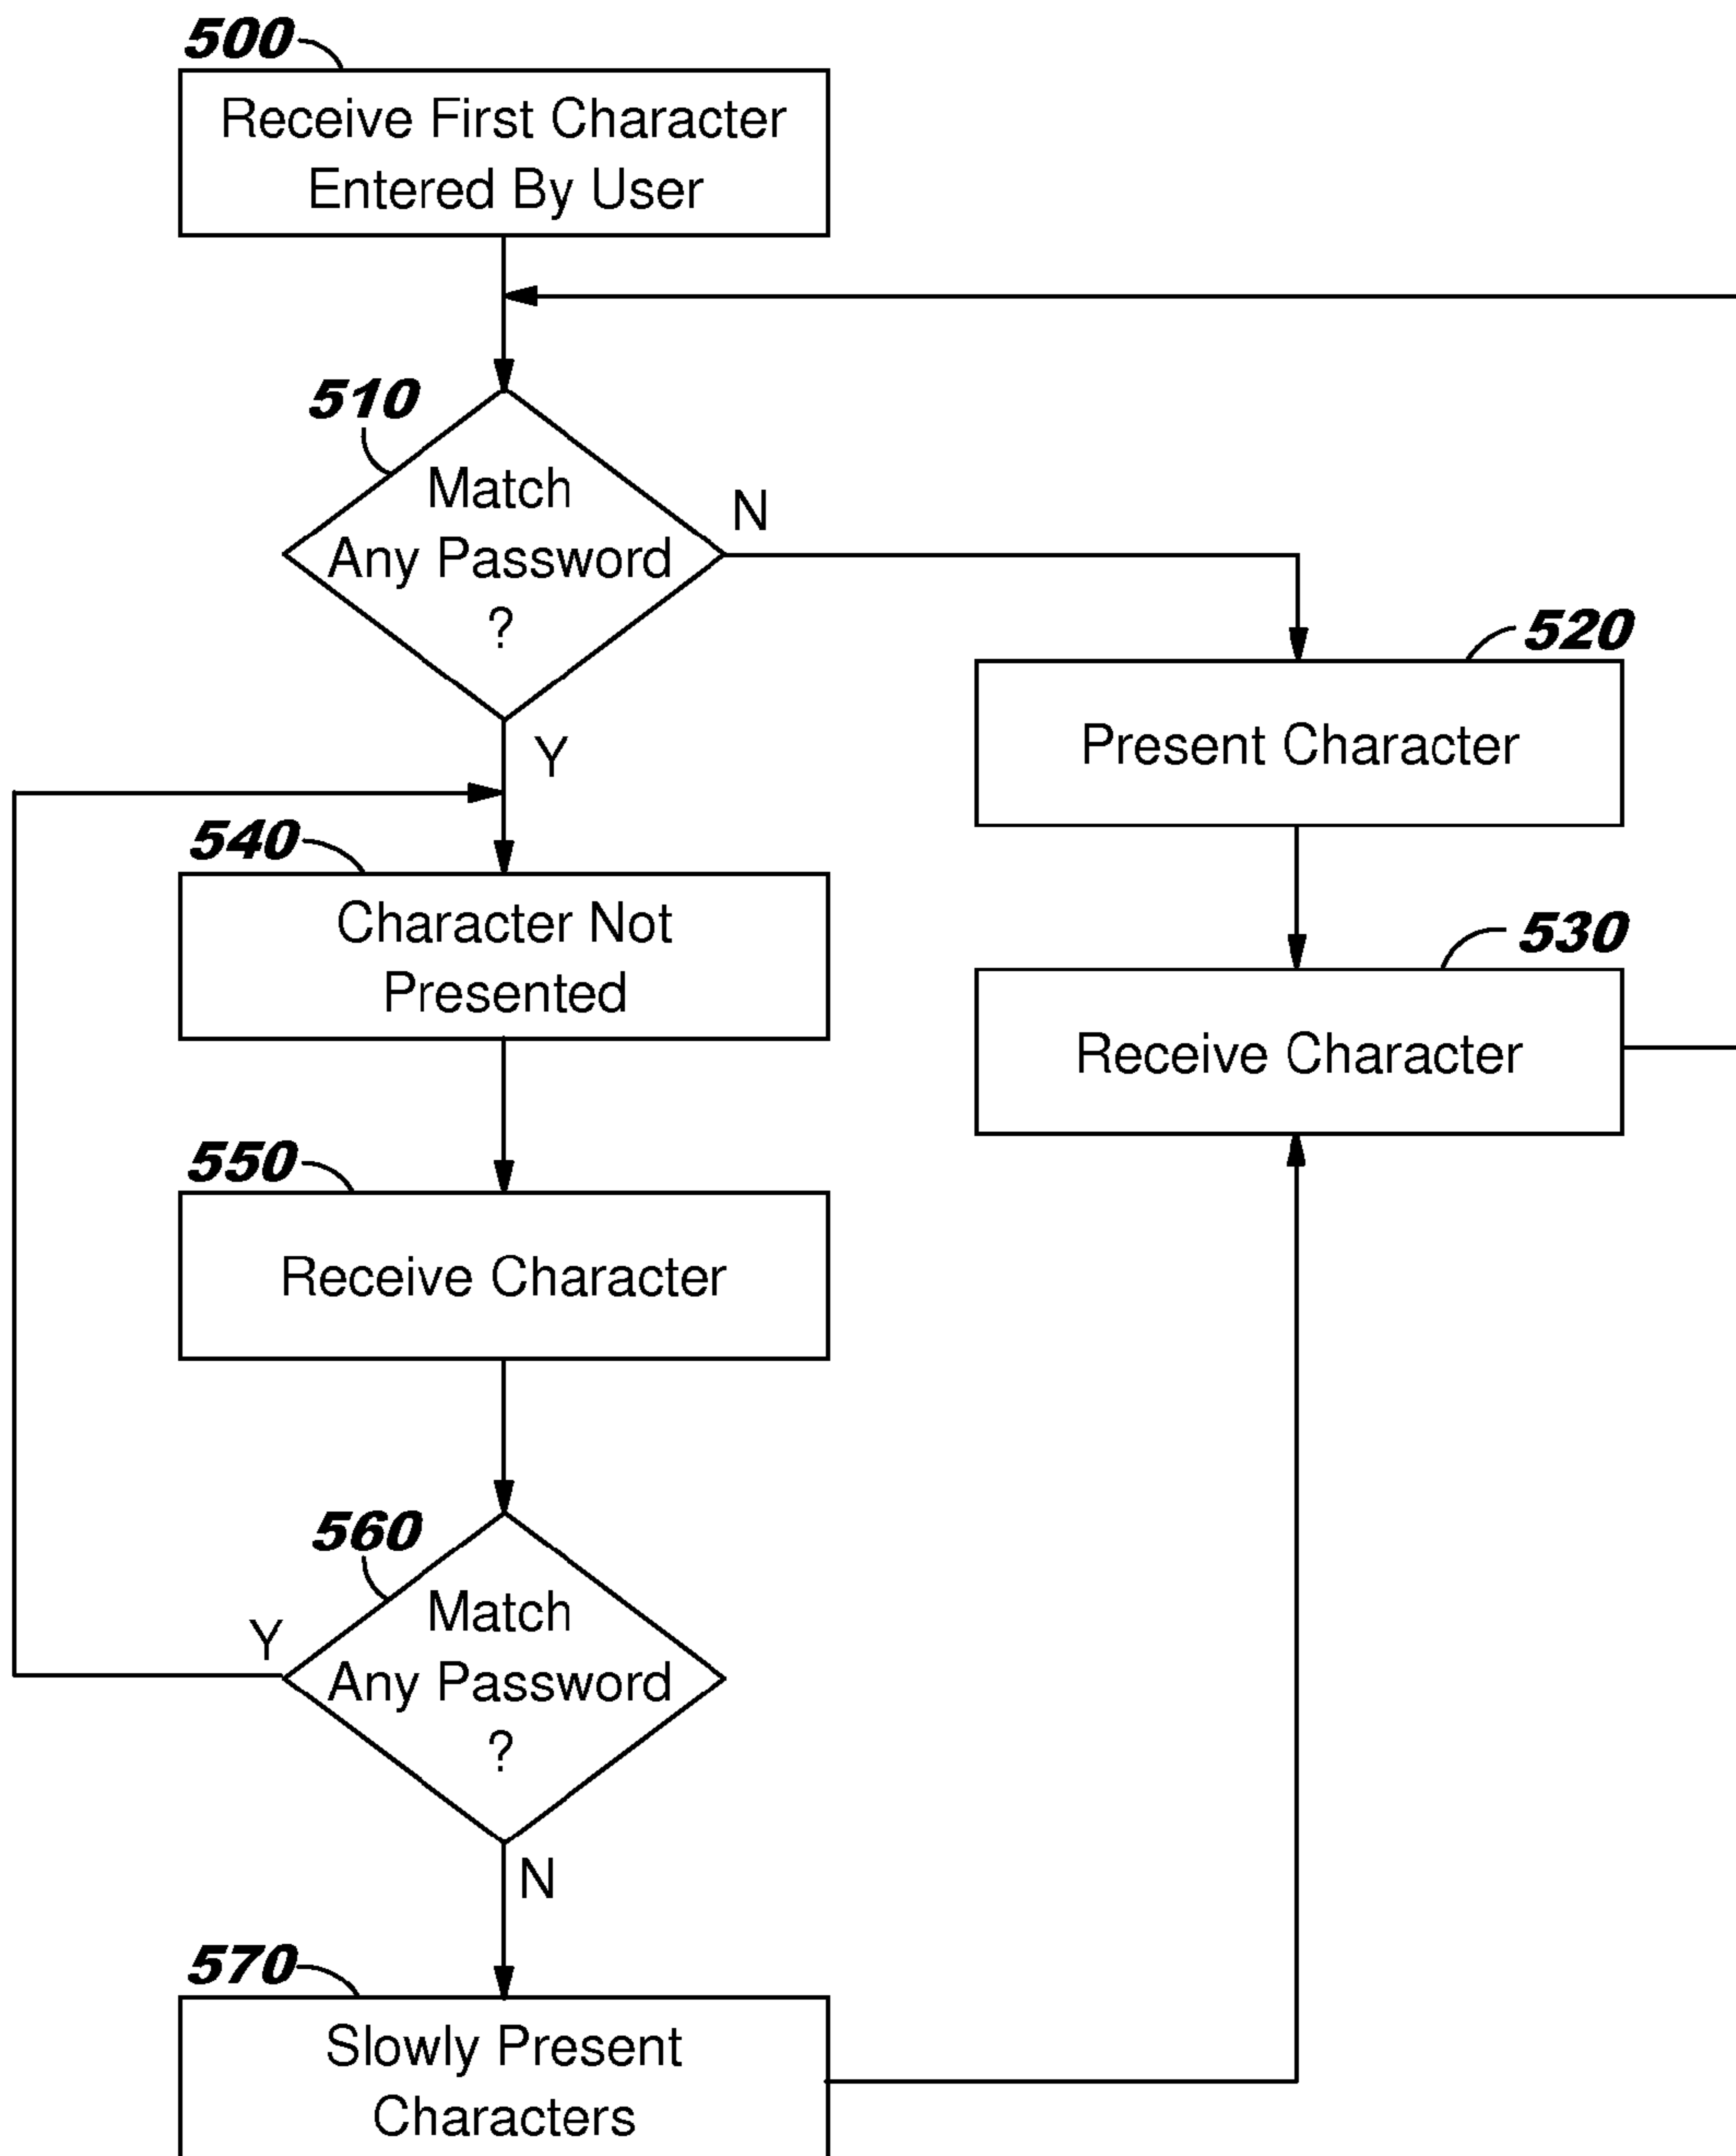 500
Receive First Character
Entered By User
510
Match
Any Password
?
N
Y
520
Present Character
530
Receive Character
540
Character Not
Presented
550
Receive Character
560
Match
Any Password
?
Y
N
570
Slowly Present
Characters